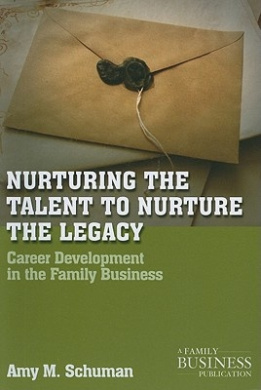 NURTURING THE
TALENT TO NURTURE
THE LEGACY
Career Development
in the Family Business
Amy M. Schuman
A FAMILY
BUSINESS
PUBLICATION